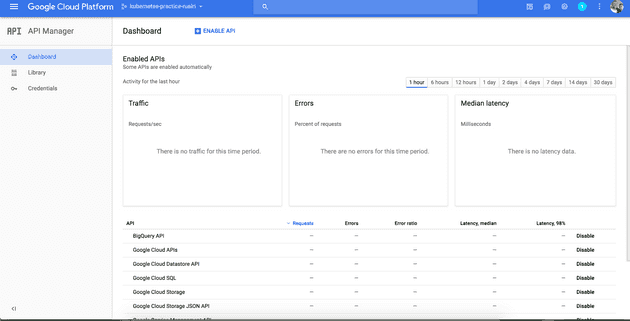 Google Cloud Platform
kubernetes-practice-ruairi
API
API Manager
Dashboard
ENABLE API
Dashboard
Library
Credentials
Enabled APIs
Some APIs are enabled automatically
Activity for the last hour
1 hour 6 hours 12 hours 1 day 2 days 4 days 7 days 14 days 30 days
Traffic
Requests/sec
There is no traffic for this time period.
Errors
Percent of requests
There are no errors for this time period.
Median latency
Milliseconds
There is no latency data.
API Requests Errors Error ratio Latency, median Latency, 98%
BigQuery API — — — — — Disable
Google Cloud APIs — — — — — Disable
Google Cloud Datastore API — — — — — Disable
Google Cloud SQL — — — — — Disable
Google Cloud Storage — — — — — Disable
Google Cloud Storage JSON API — — — — — Disable